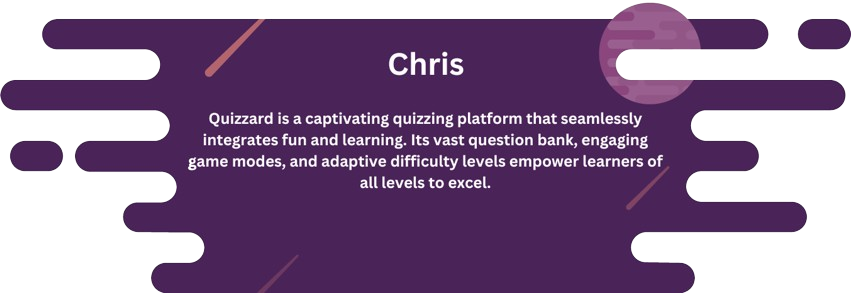 Chris
Quizzard is a captivating quizzing platform that seamlessly
integrates fun and learning. Its vast question bank, engaging
game modes, and adaptive difficulty levels empower learners of
all levels to excel.